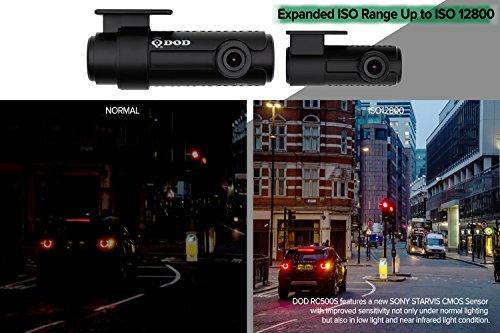 Expanded ISO Range Up to ISO 12800
DOD
NORMAL
ISO12800
DOD RC500S features a new SONY STARVIS CMOS Sensor
with improved sensitivity not only under normal lighting
but also in low light and near infrared light condition.